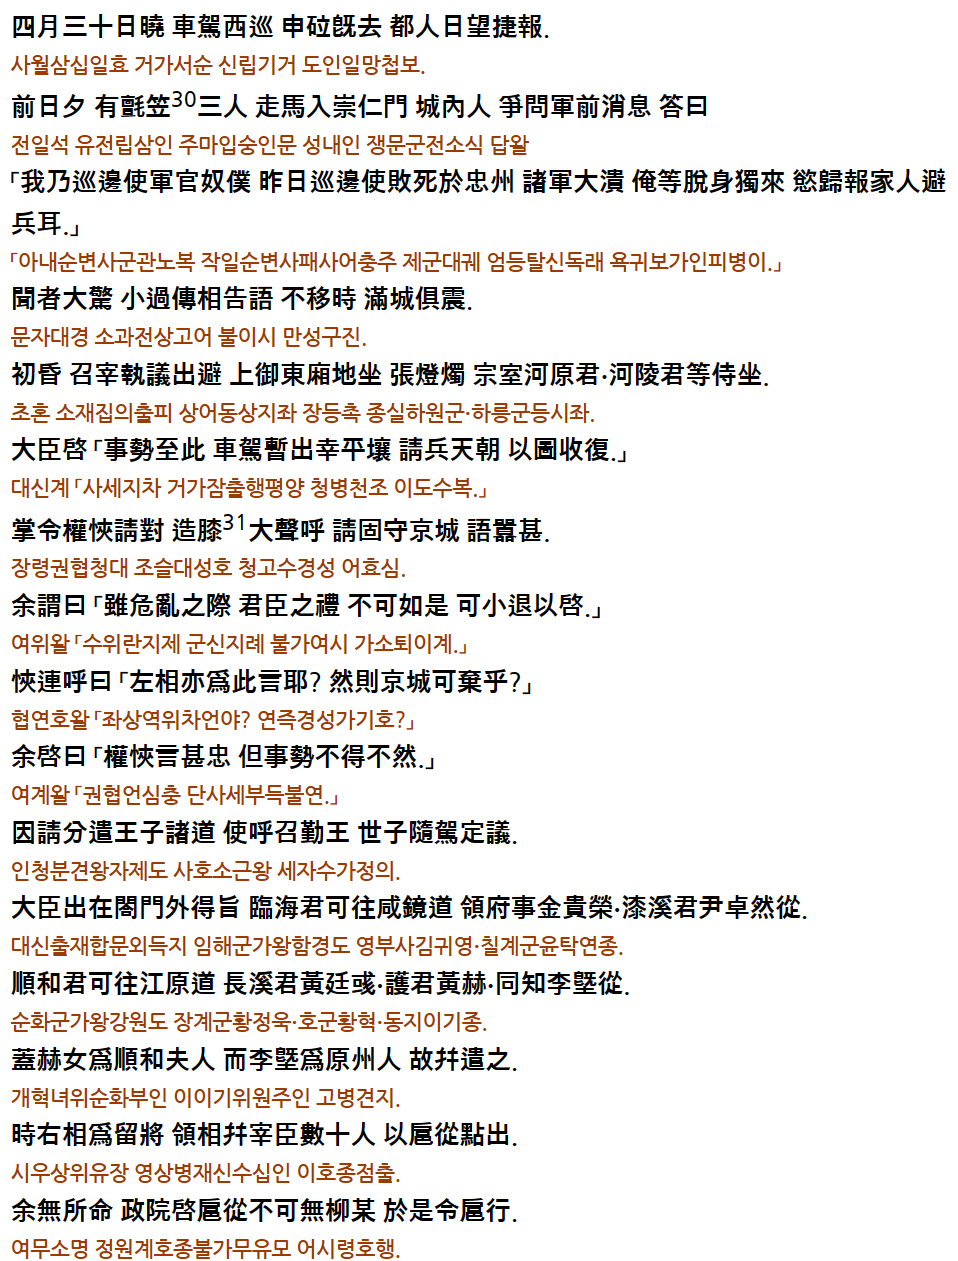 四月三十日曉 車駕西巡 申砬旣去 都人日望捷報.
사월삼십일효 거가서순 신립기거 도인일망첩보.
前日夕 有氈笠30三人 走馬入崇仁門 城內人 爭問軍前消息 答曰
전일석 유전립삼인 주마입숭인문 성내인 쟁문군전소식 답왈
「我乃巡邊使軍官奴僕 昨日巡邊使敗死於忠州 諸軍大潰 俺等脫身獨來 慾歸報家人避
兵耳.」
「아내순변사군관노복 작일순변사패사어충주 제군대궤 엄등탈신독래 욕귀보가인피병이.」
聞者大驚 小過傳相告語 不移時 滿城俱震.
문자대경 소과전상고어 불이시 만성구진.
初昏 召宰執議出避 上御東廂地坐 張燈燭 宗室河原君·河陵君等侍坐.
초혼 소재집의출피 상어동상지좌 장등촉 종실하원군·하릉군등시좌.
大臣啓「事勢至此 車駕暫出幸平壤 請兵天朝 以圖收復.」
대신계「사세지차 거가잠출행평양 청병천조 이도수복.」
掌令權悏請對 造膝31大聲呼 請固守京城 語囂甚.
장령권협청대 조슬대성호 청고수경성 어효심.
余謂曰「雖危亂之際 君臣之禮 不可如是 可小退以啓.」
여위왈「수위란지제 군신지례 불가여시 가소퇴이계.」
悏連呼曰「左相亦爲此言耶? 然則京城可棄乎?」
협연호왈「좌상역위차언야? 연즉경성가기호?」
余啓曰「權悏言甚忠 但事勢不得不然.」
여계왈「권협언심충 단사세부득불연.」
因請分遣王子諸道 使呼召勤王 世子隨駕定議.
인청분견왕자제도 사호소근왕 세자수가정의.
大臣出在閤門外得旨 臨海君可往咸鏡道 領府事金貴榮·漆溪君尹卓然從.
대신출재합문외득지 임해군가왕함경도 영부사김귀영·칠계군윤탁연종.
順和君可往江原道 長溪君黃廷彧·護君黃赫·同知李墍從.
순화군가왕강원도 장계군황정욱·호군황혁·동지이기종.
蓋赫女爲順和夫人 而李墍爲原州人 故幷遣之.
개혁녀위순화부인 이이기위원주인 고병견지.
時右相爲留將 領相幷宰臣數十人 以扈從點出.
시우상위유장 영상병재신수십인 이호종점출.
余無所命 政院啓扈從不可無柳某 於是令扈行.
여무소명 정원계호종불가무유모 어시령호행.